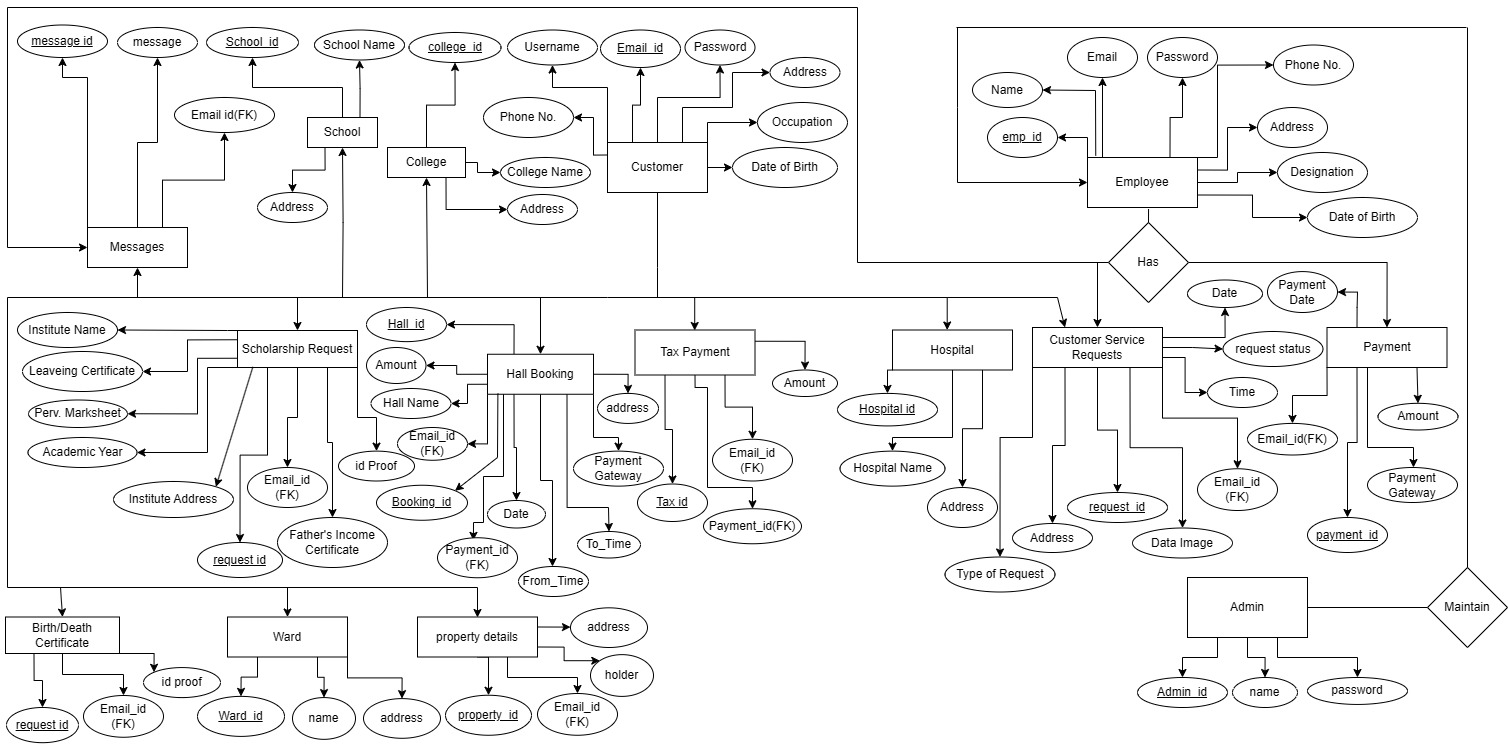 message id
message
School_id
School Name
college_id
Username
Email_id
Password
Address
Email
Password
Phone No.
Name
Email id(FK)
Phone No.
Occupation
Address
emp_id
School
College
Customer
College Name
Date of Birth
Employee
Designation
Address
Address
Date of Birth
Messages
Has
Date
Payment
Date
Institute Name
Hall_id
Scholarship Request
Tax Payment
Hospital
Customer Service
Requests
request status
Payment
Leaveing Certificate
Amount
Hall Booking
Amount
Time
Perv. Marksheet
Hall Name
address
Hospital id
Amount
Academic Year
Email_id
(FK)
id Proof
Payment
Gateway
Email_id
(FK)
Hospital Name
Email_id(FK)
Institute Address
Email_id
(FK)
Booking_id
Date
Tax id
Address
request_id
Email_id
(FK)
Payment
Gateway
Payment_id(FK)
request id
Father's Income
Certificate
Payment_id
(FK)
To_Time
Address
Data Image
payment_id
From_Time
Type of Request
Birth/Death
Certificate
Ward
property details
address
Admin
Maintain
id proof
holder
request id
Email_id
(FK)
Ward_id
name
address
property_id
Email_id
(FK)
Admin_id
name
password